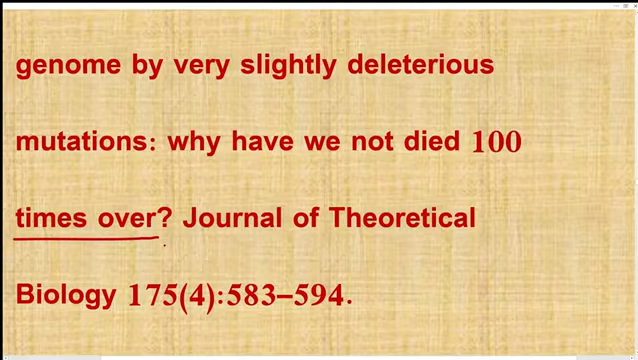 genome by very slightly deleterious
mutations: why have we not died 100
times over? Journal of Theoretical
Biology 175(4):583–594.